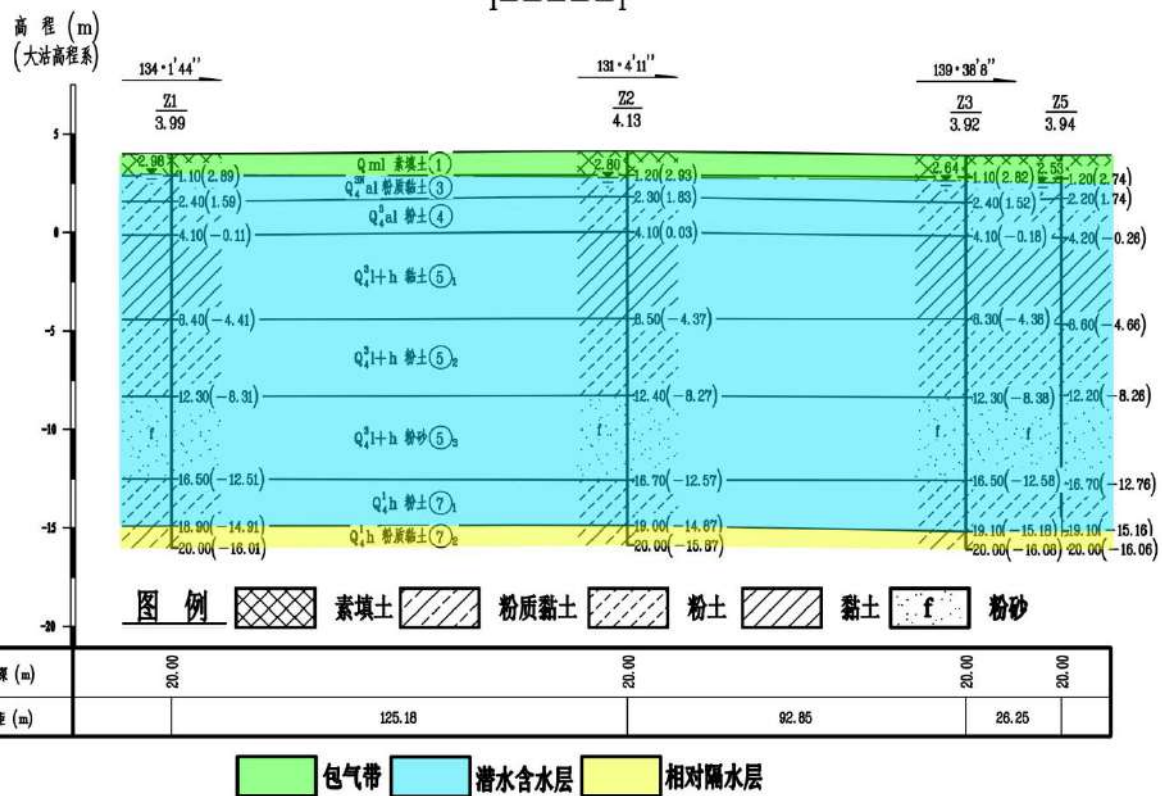 高 程 (m)
(大沽高程系)
134·1'44'' 131·4'11'' 139·38'8''
Z1 Z2 Z3 Z5
3.99 4.13 3.92 3.94
5
0
-5
-10
-15
-20
2.98 Qml 素填土① 2.80 2.64 2.53
1.10(2.89) 1.20(2.93) 1.10(2.82) 1.20(2.74)
al 粉质黏土③
2.40(1.59) 2.30(1.83) 2.40(1.52) 2.20(1.74)
Q₄³al 粉土④
4.10(-0.11) 4.10(0.03) 4.10(-0.18) 4.20(-0.26)
Q₄²l+h 黏土⑤₁
8.40(-4.41) 8.50(-4.37) 8.30(-4.38) 8.60(-4.66)
Q₄²l+h 粉土⑤₂
12.30(-8.31) 12.40(-8.27) 12.30(-8.38) 12.20(-8.26)
f Q₄²l+h 粉砂⑤₃ f f f
16.50(-12.51) 16.70(-12.57) 16.50(-12.58) 16.70(-12.76)
Q₄¹h 粉土⑦₁
18.90(-14.91) 19.00(-14.87) 19.10(-15.18) 19.10(-15.16)
Q₄¹h 粉质黏土⑦₂
20.00(-16.01) 20.00(-15.87) 20.00(-16.08) 20.00(-16.06)
图 例 素填土 粉质黏土 粉土 黏土 f 粉砂
(m) 20.00 20.00 20.00 20.00
(m) 125.18 92.85 26.25
包气带 潜水含水层 相对隔水层